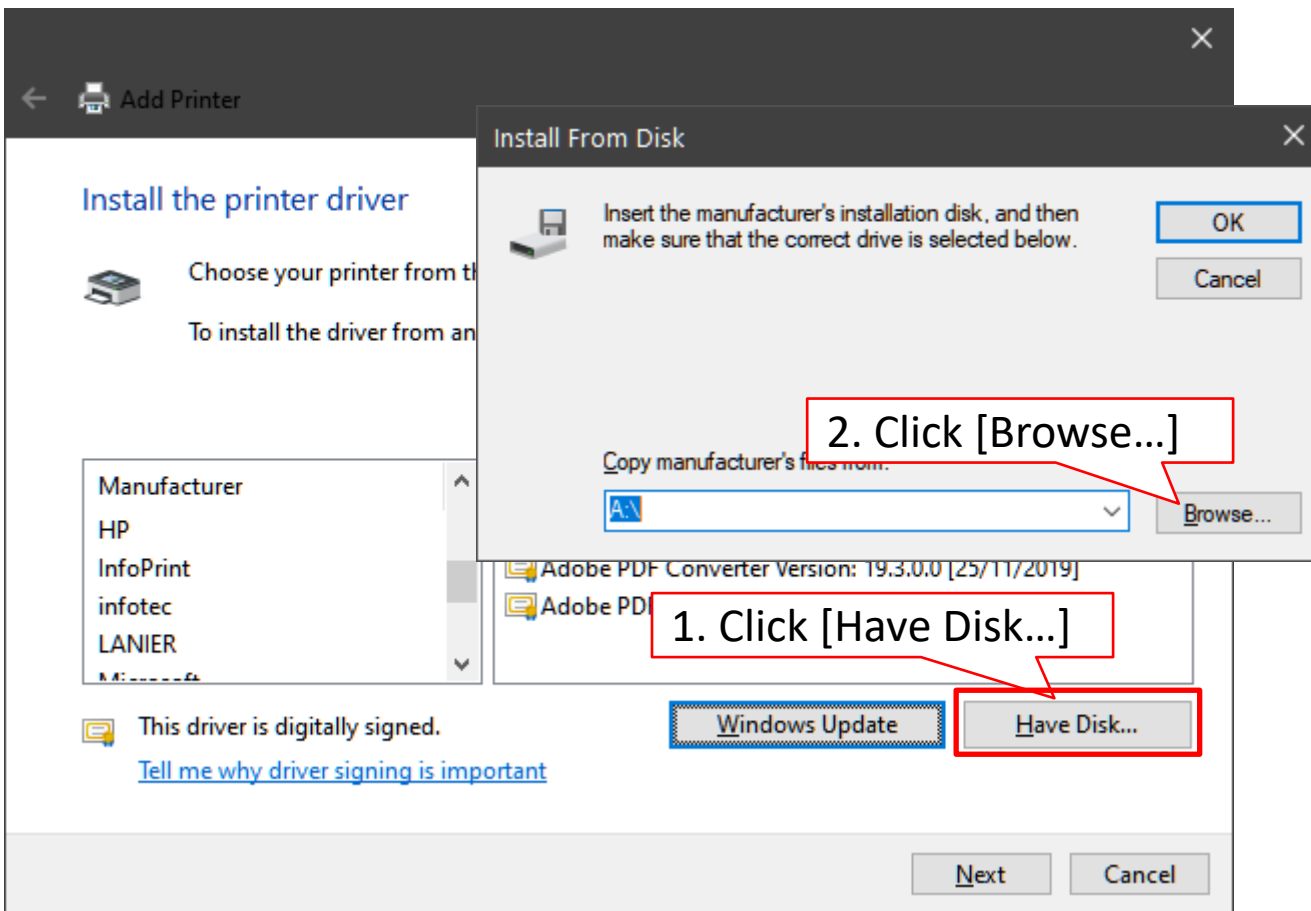 Add Printer
Install From Disk
Install the printer driver
Insert the manufacturer's installation disk, and then
make sure that the correct drive is selected below.
OK
Cancel
Choose your printer from
To install the driver from an
2. Click [Browse...]
Copy manufacturer's files from:
A:\
Browse...
Manufacturer
HP
InfoPrint
infotec
LANIER
Microsoft
Adobe PDF Converter Version: 19.3.0.0 [25/11/2019]
Adobe
1. Click [Have Disk...]
This driver is digitally signed.
Windows Update
Have Disk...
Tell me why driver signing is important
Next
Cancel